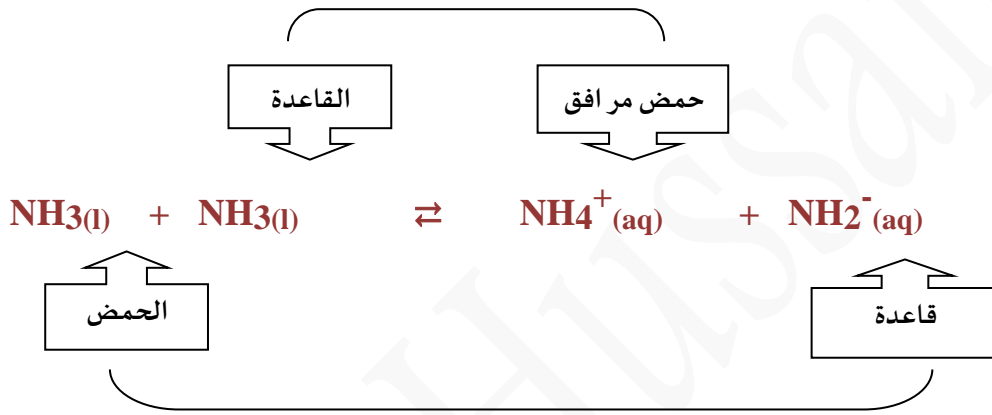 القاعدة
حمض مرافق
NH3(l) + NH3(l) ⇄ NH4⁺(aq) + NH2⁻(aq)
الحمض
قاعدة